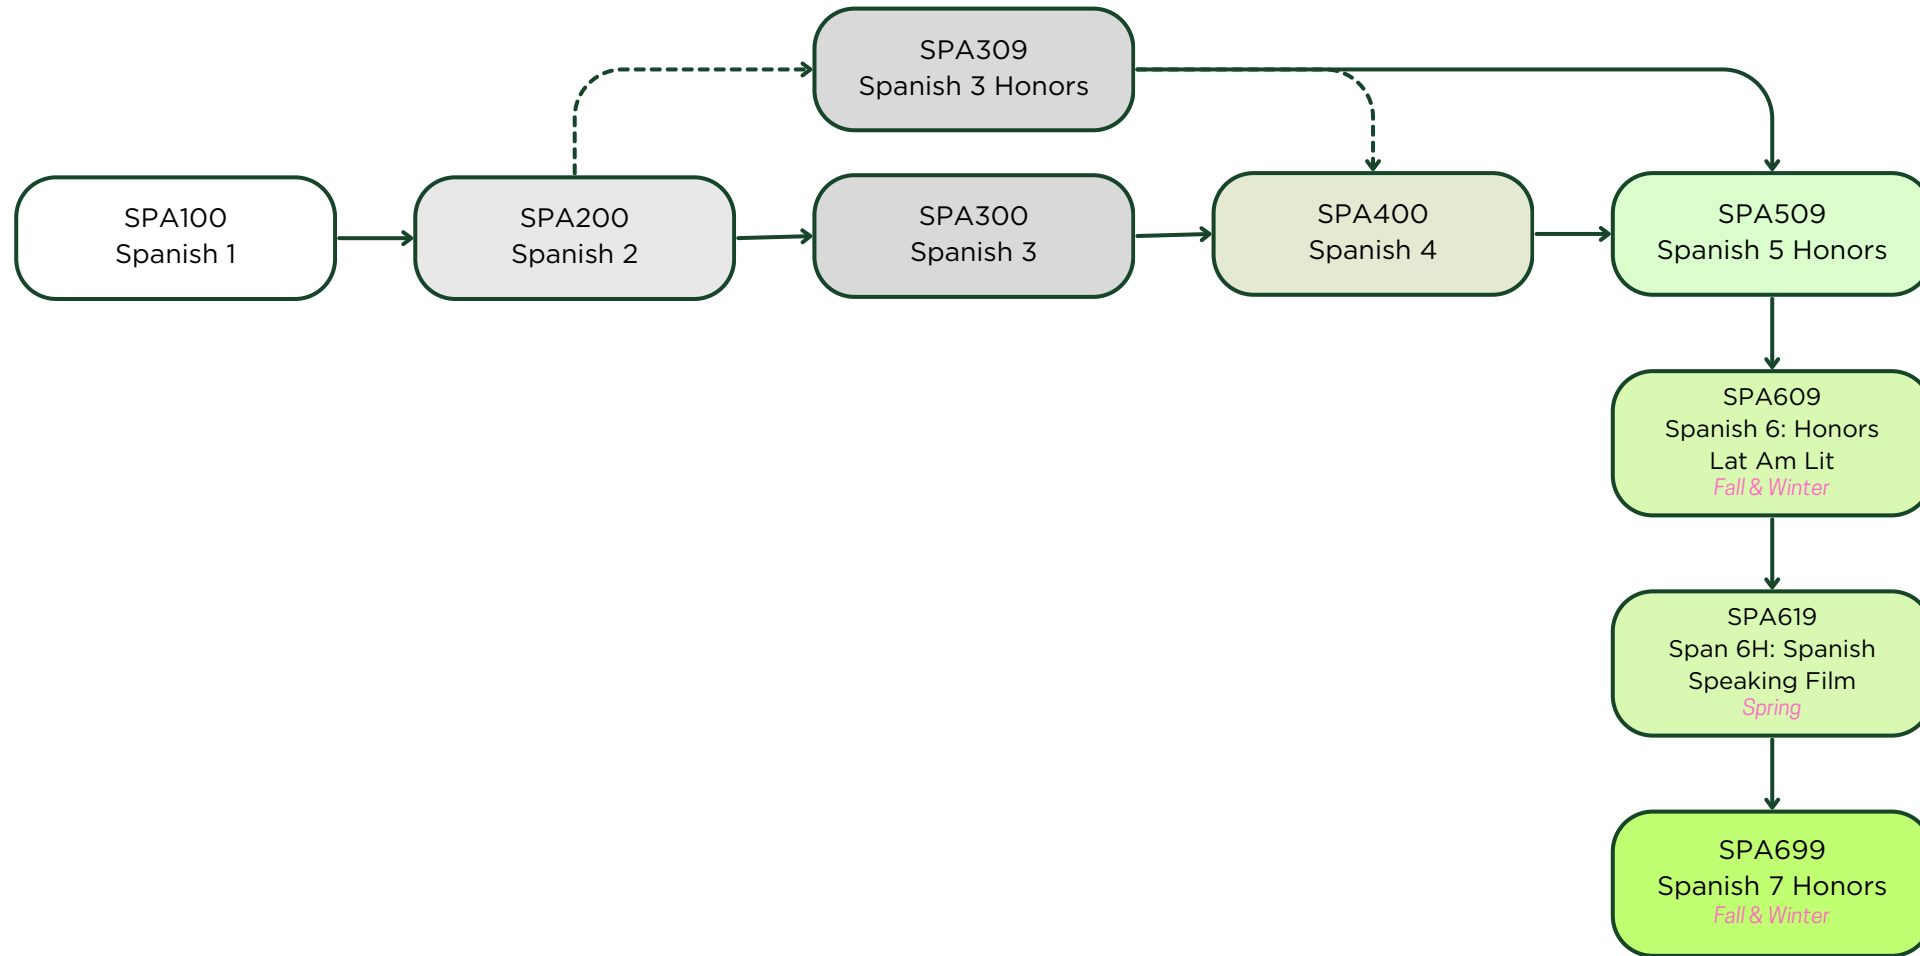 SPA309
Spanish 3 Honors
SPA100
Spanish 1
SPA200
Spanish 2
SPA300
Spanish 3
SPA400
Spanish 4
SPA509
Spanish 5 Honors
SPA609
Spanish 6: Honors
Lat Am Lit
Fall & Winter
SPA619
Span 6H: Spanish
Speaking Film
Spring
SPA699
Spanish 7 Honors
Fall & Winter